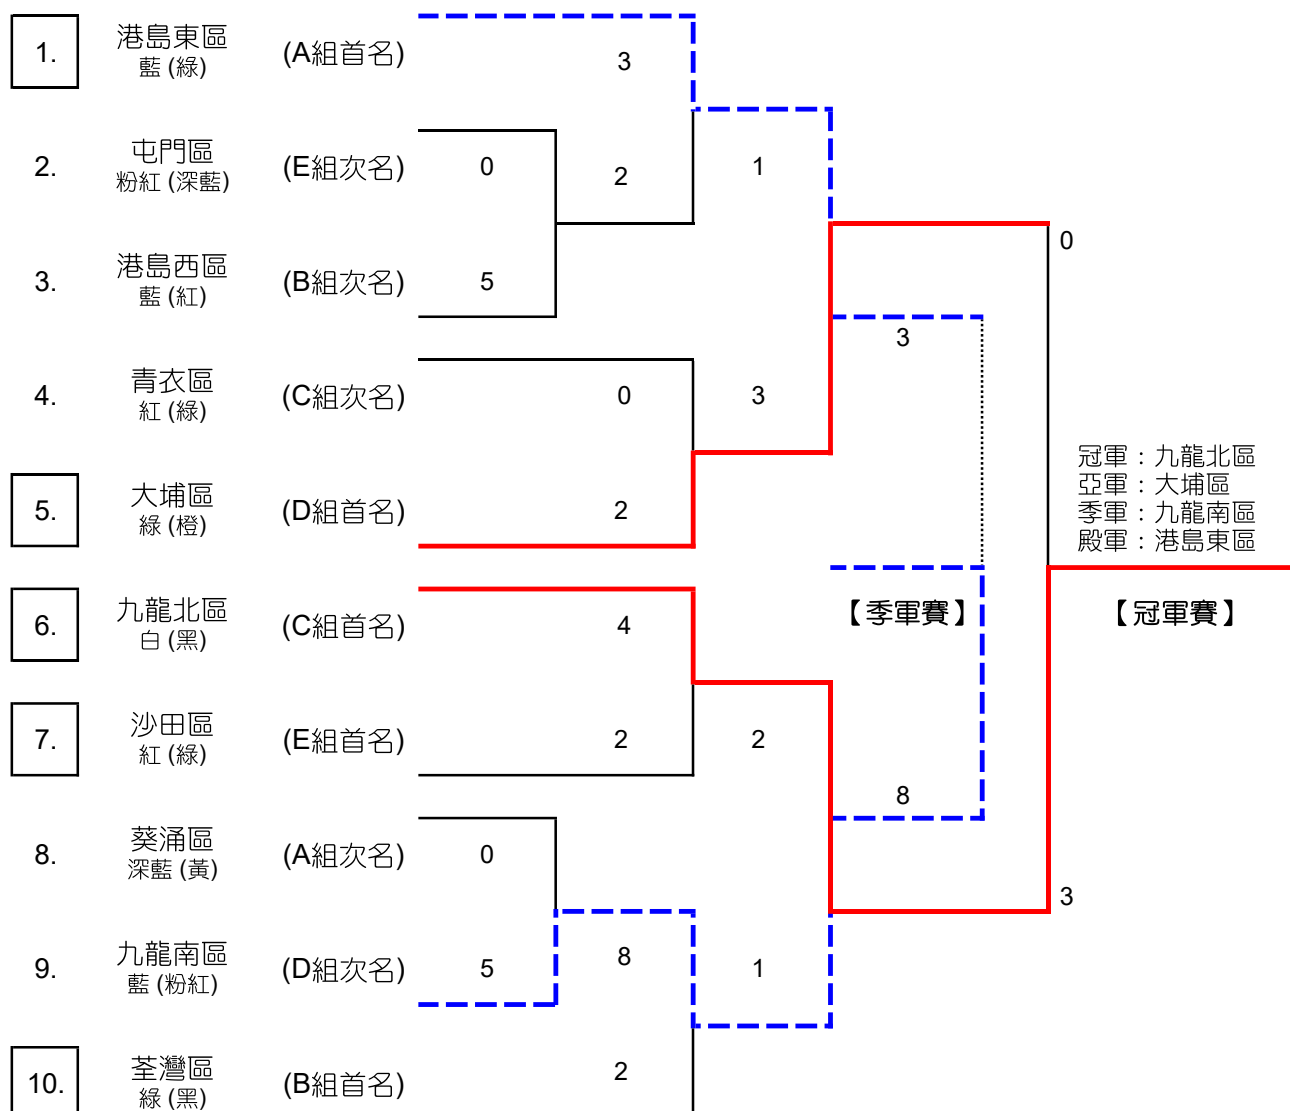 1. 港島東區 (A組首名) 3
藍 (綠)
2. 屯門區 (E組次名) 0 2 1
粉紅 (深藍)
0
3. 港島西區 (B組次名) 5
藍 (紅)
3
4. 青衣區 (C組次名) 0 3
紅 (綠)
冠軍：九龍北區
亞軍：大埔區
季軍：九龍南區
殿軍：港島東區
5. 大埔區 (D組首名) 2
綠 (橙)
【季軍賽】 【冠軍賽】
6. 九龍北區 (C組首名) 4
白 (黑)
7. 沙田區 (E組首名) 2 2
紅 (綠)
8
8. 葵涌區 (A組次名) 0
深藍 (黃)
3
9. 九龍南區 (D組次名) 5 8 1
藍 (粉紅)
10. 荃灣區 (B組首名) 2
綠 (黑)